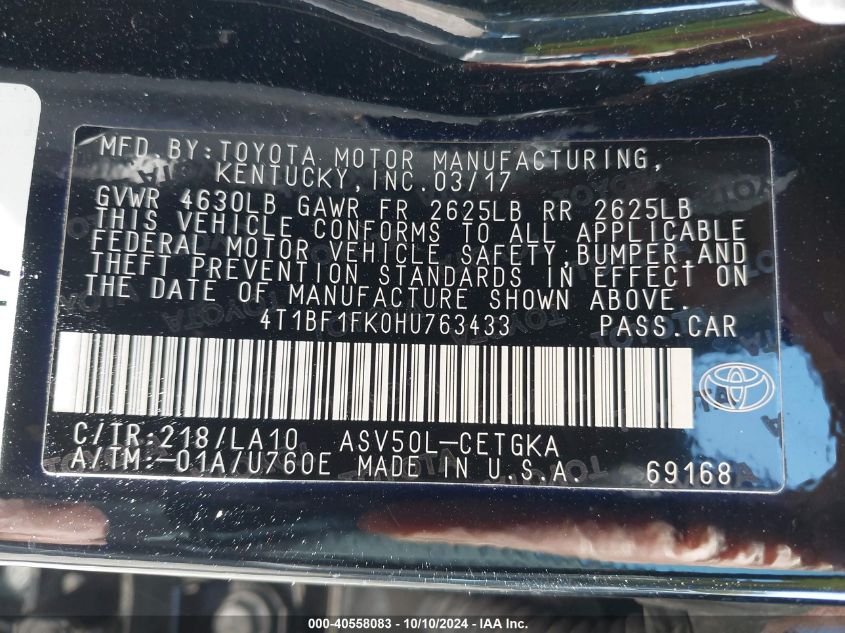 MFD. BY: TOYOTA MOTOR MANUFACTURING,
KENTUCKY, INC. 03/17
GVWR 4630LB GAWR FR 2625LB RR 2625LB
THIS VEHICLE CONFORMS TO ALL APPLICABLE
FEDERAL MOTOR VEHICLE SAFETY, BUMPER, AND
THEFT PREVENTION STANDARDS IN EFFECT ON
THE DATE OF MANUFACTURE SHOWN ABOVE.
4T1BF1FK0HU763433 PASS.CAR
C/TR:218/LA10 ASV50L-CETGKA
A/TM:-01A/U760E MADE IN U.S.A. 69168
000-40558083 - 10/10/2024 - IAA Inc.